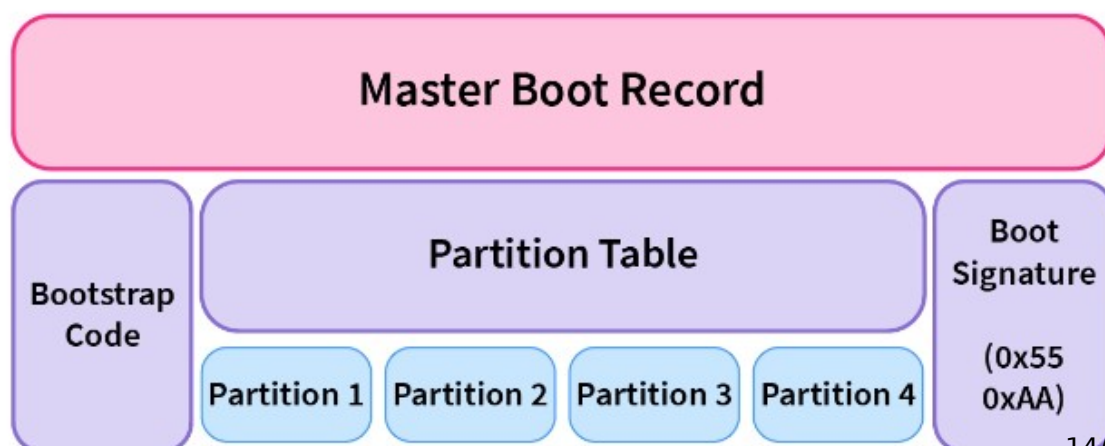 Master Boot Record
Bootstrap
Code
Partition Table
Partition 1
Partition 2
Partition 3
Partition 4
Boot
Signature
(0x55
0xAA)